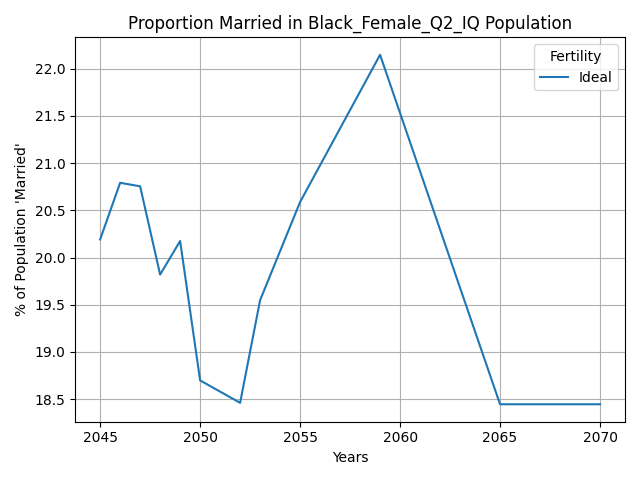 Proportion Married in Black_Female_Q2_IQ Population
% of Population 'Married'
22.0
21.5
21.0
20.5
20.0
19.5
19.0
18.5
Fertility
Ideal
2045 2050 2055 2060 2065 2070
Years